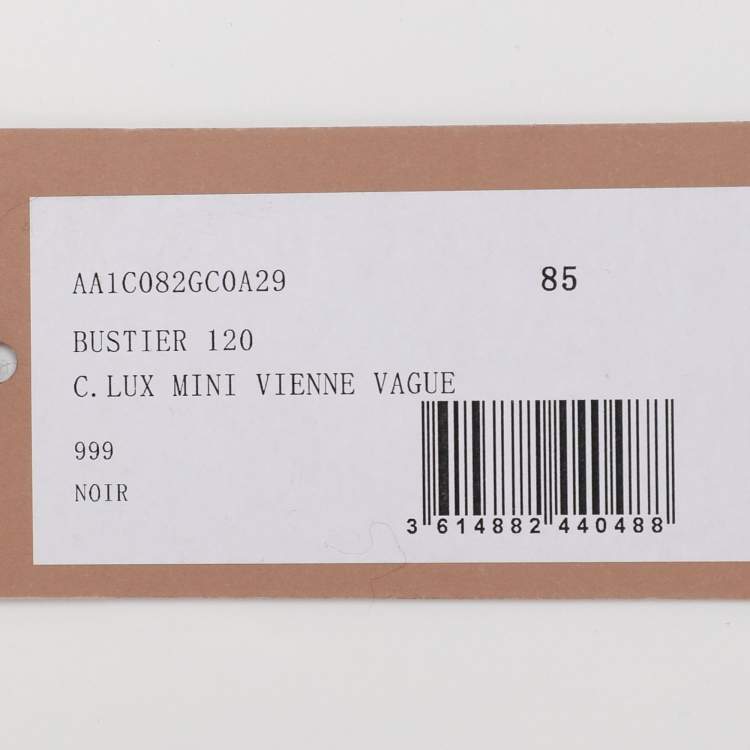 AA1C082GC0A29 85
BUSTIER 120
C.LUX MINI VIENNE VAGUE
999
NOIR
3 614882 440488